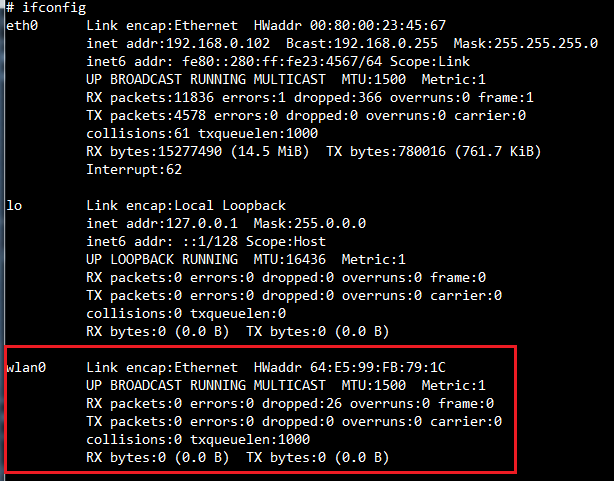 # ifconfig
eth0 Link encap:Ethernet HWaddr 00:80:00:23:45:67
inet addr:192.168.0.102 Bcast:192.168.0.255 Mask:255.255.255.0
inet6 addr: fe80::280:ff:fe23:4567/64 Scope:Link
UP BROADCAST RUNNING MULTICAST MTU:1500 Metric:1
RX packets:11836 errors:1 dropped:366 overruns:0 frame:1
TX packets:4578 errors:0 dropped:0 overruns:0 carrier:0
collisions:61 txqueuelen:1000
RX bytes:15277490 (14.5 MiB) TX bytes:780016 (761.7 KiB)
Interrupt:62
lo Link encap:Local Loopback
inet addr:127.0.0.1 Mask:255.0.0.0
inet6 addr: ::1/128 Scope:Host
UP LOOPBACK RUNNING MTU:16436 Metric:1
RX packets:0 errors:0 dropped:0 overruns:0 frame:0
TX packets:0 errors:0 dropped:0 overruns:0 carrier:0
collisions:0 txqueuelen:0
RX bytes:0 (0.0 B) TX bytes:0 (0.0 B)
wlan0 Link encap:Ethernet HWaddr 64:E5:99:FB:79:1C
UP BROADCAST RUNNING MULTICAST MTU:1500 Metric:1
RX packets:0 errors:0 dropped:26 overruns:0 frame:0
TX packets:0 errors:0 dropped:0 overruns:0 carrier:0
collisions:0 txqueuelen:1000
RX bytes:0 (0.0 B) TX bytes:0 (0.0 B)